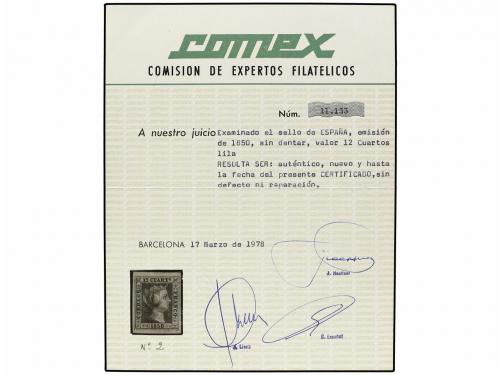 comex
COMISION DE EXPERTOS FILATELICOS
Núm. 11.133
A nuestro juicio Examinado el sello de ESPAÑA, emisión
de 1850, sin dentar, valor 12 Cuartos
lila
RESULTA SER: auténtico, nuevo y hasta
la fecha del presente CERTIFICADO, sin
defecto ni reparación.
BARCELONA 17 Marzo de 1978
CORREOS 12 CUARTS FRANCO
1850
Nº 2